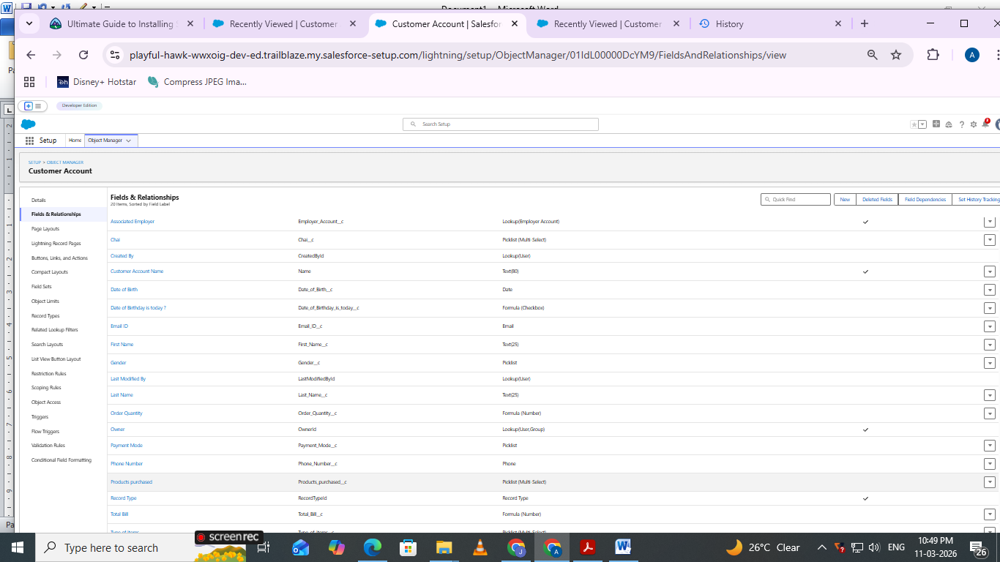 Document1 - Microsoft Word
Ultimate Guide to Installing S
Recently Viewed | Customer
Customer Account | Salesfor
Recently Viewed | Customer
History
playful-hawk-wwxoig-dev-ed.trailblaze.my.salesforce-setup.com/lightning/setup/ObjectManager/01IdL00000DcYM9/FieldsAndRelationships/view
A
Disney+ Hotstar
Compress JPEG Ima...
Developer Edition
Search Setup
Setup
Home
Object Manager
SETUP > OBJECT MANAGER
Customer Account
Details
Fields & Relationships
Page Layouts
Lightning Record Pages
Buttons, Links, and Actions
Compact Layouts
Field Sets
Object Limits
Record Types
Related Lookup Filters
Search Layouts
List View Button Layout
Restriction Rules
Scoping Rules
Object Access
Triggers
Flow Triggers
Validation Rules
Conditional Field Formatting
Fields & Relationships
20 Items, Sorted by Field Label
Quick Find
New
Deleted Fields
Field Dependencies
Set History Tracking
Associated Employer Employer_Account__c Lookup(Employer Account)
Chai Chai__c Picklist (Multi-Select)
Created By CreatedById Lookup(User)
Customer Account Name Name Text(80)
Date of Birth Date_of_Birth__c Date
Date of Birthday is today ? Date_of_Birthday_is_today__c Formula (Checkbox)
Email ID Email_ID__c Email
First Name First_Name__c Text(25)
Gender Gender__c Picklist
Last Modified By LastModifiedById Lookup(User)
Last Name Last_Name__c Text(25)
Order Quantity Order_Quantity__c Formula (Number)
Owner OwnerId Lookup(User,Group)
Payment Mode Payment_Mode__c Picklist
Phone Number Phone_Number__c Phone
Products purchased Products_purchased__c Picklist (Multi-Select)
Record Type RecordTypeId Record Type
Total Bill Total_Bill__c Formula (Number)
Type of Items Type_of_Items__c Picklist (Multi-Select)
screenrec
Type here to search
26°C Clear
ENG
10:49 PM
11-03-2026
26